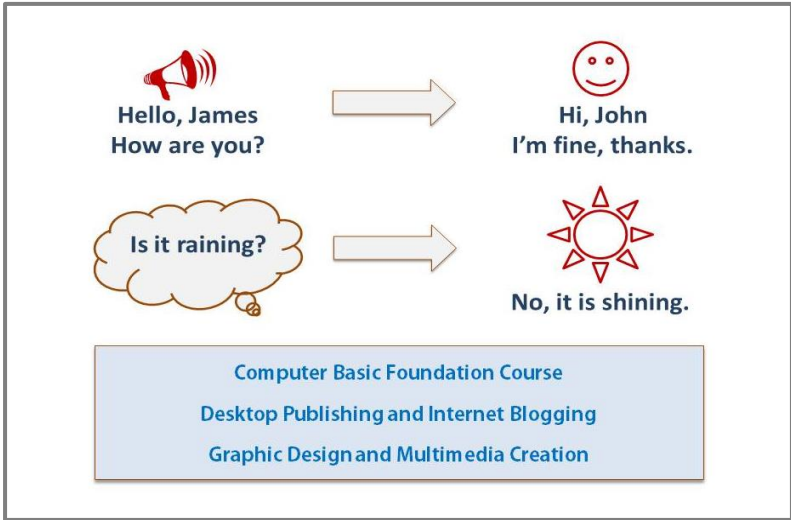 Hello, James
How are you?
Hi, John
I'm fine, thanks.
Is it raining?
No, it is shining.
Computer Basic Foundation Course
Desktop Publishing and Internet Blogging
Graphic Design and Multimedia Creation